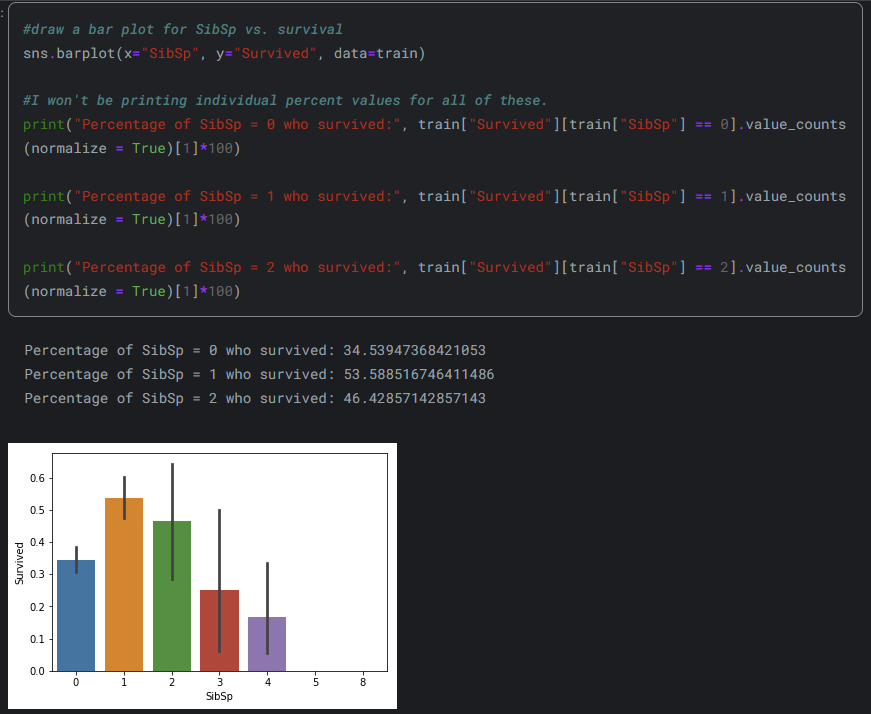 :
#draw a bar plot for SibSp vs. survival
sns.barplot(x="SibSp", y="Survived", data=train)
#I won't be printing individual percent values for all of these.
print("Percentage of SibSp = 0 who survived:", train["Survived"][train["SibSp"] == 0].value_counts
(normalize = True)[1]*100)
print("Percentage of SibSp = 1 who survived:", train["Survived"][train["SibSp"] == 1].value_counts
(normalize = True)[1]*100)
print("Percentage of SibSp = 2 who survived:", train["Survived"][train["SibSp"] == 2].value_counts
(normalize = True)[1]*100)
Percentage of SibSp = 0 who survived: 34.53947368421053
Percentage of SibSp = 1 who survived: 53.588516746411486
Percentage of SibSp = 2 who survived: 46.42857142857143
0.6
0.5
0.4
0.3
0.2
0.1
0.0
Survived
0 1 2 3 4 5 8
SibSp